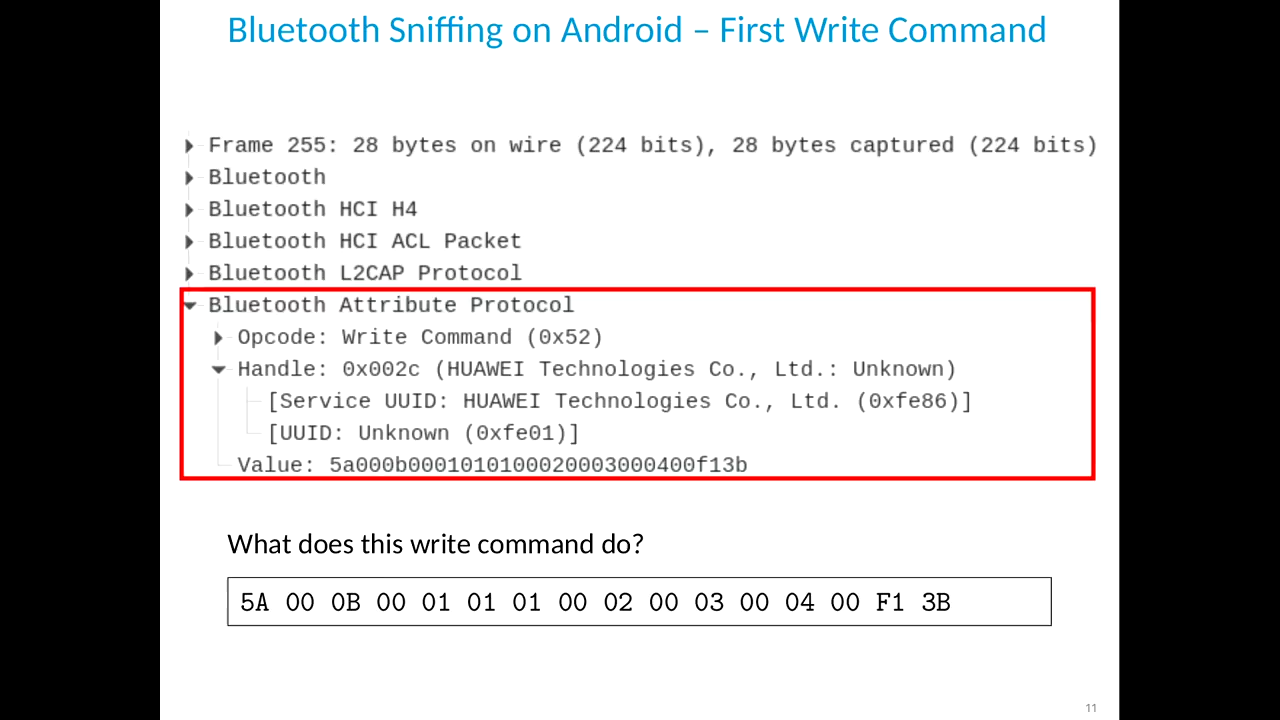 Bluetooth Sniffing on Android – First Write Command
Frame 255: 28 bytes on wire (224 bits), 28 bytes captured (224 bits)
Bluetooth
Bluetooth HCI H4
Bluetooth HCI ACL Packet
Bluetooth L2CAP Protocol
Bluetooth Attribute Protocol
Opcode: Write Command (0x52)
Handle: 0x002c (HUAWEI Technologies Co., Ltd.: Unknown)
[Service UUID: HUAWEI Technologies Co., Ltd. (0xfe86)]
[UUID: Unknown (0xfe01)]
Value: 5a000b0001010100020003000400f13b
What does this write command do?
5A 00 0B 00 01 01 01 00 02 00 03 00 04 00 F1 3B
11